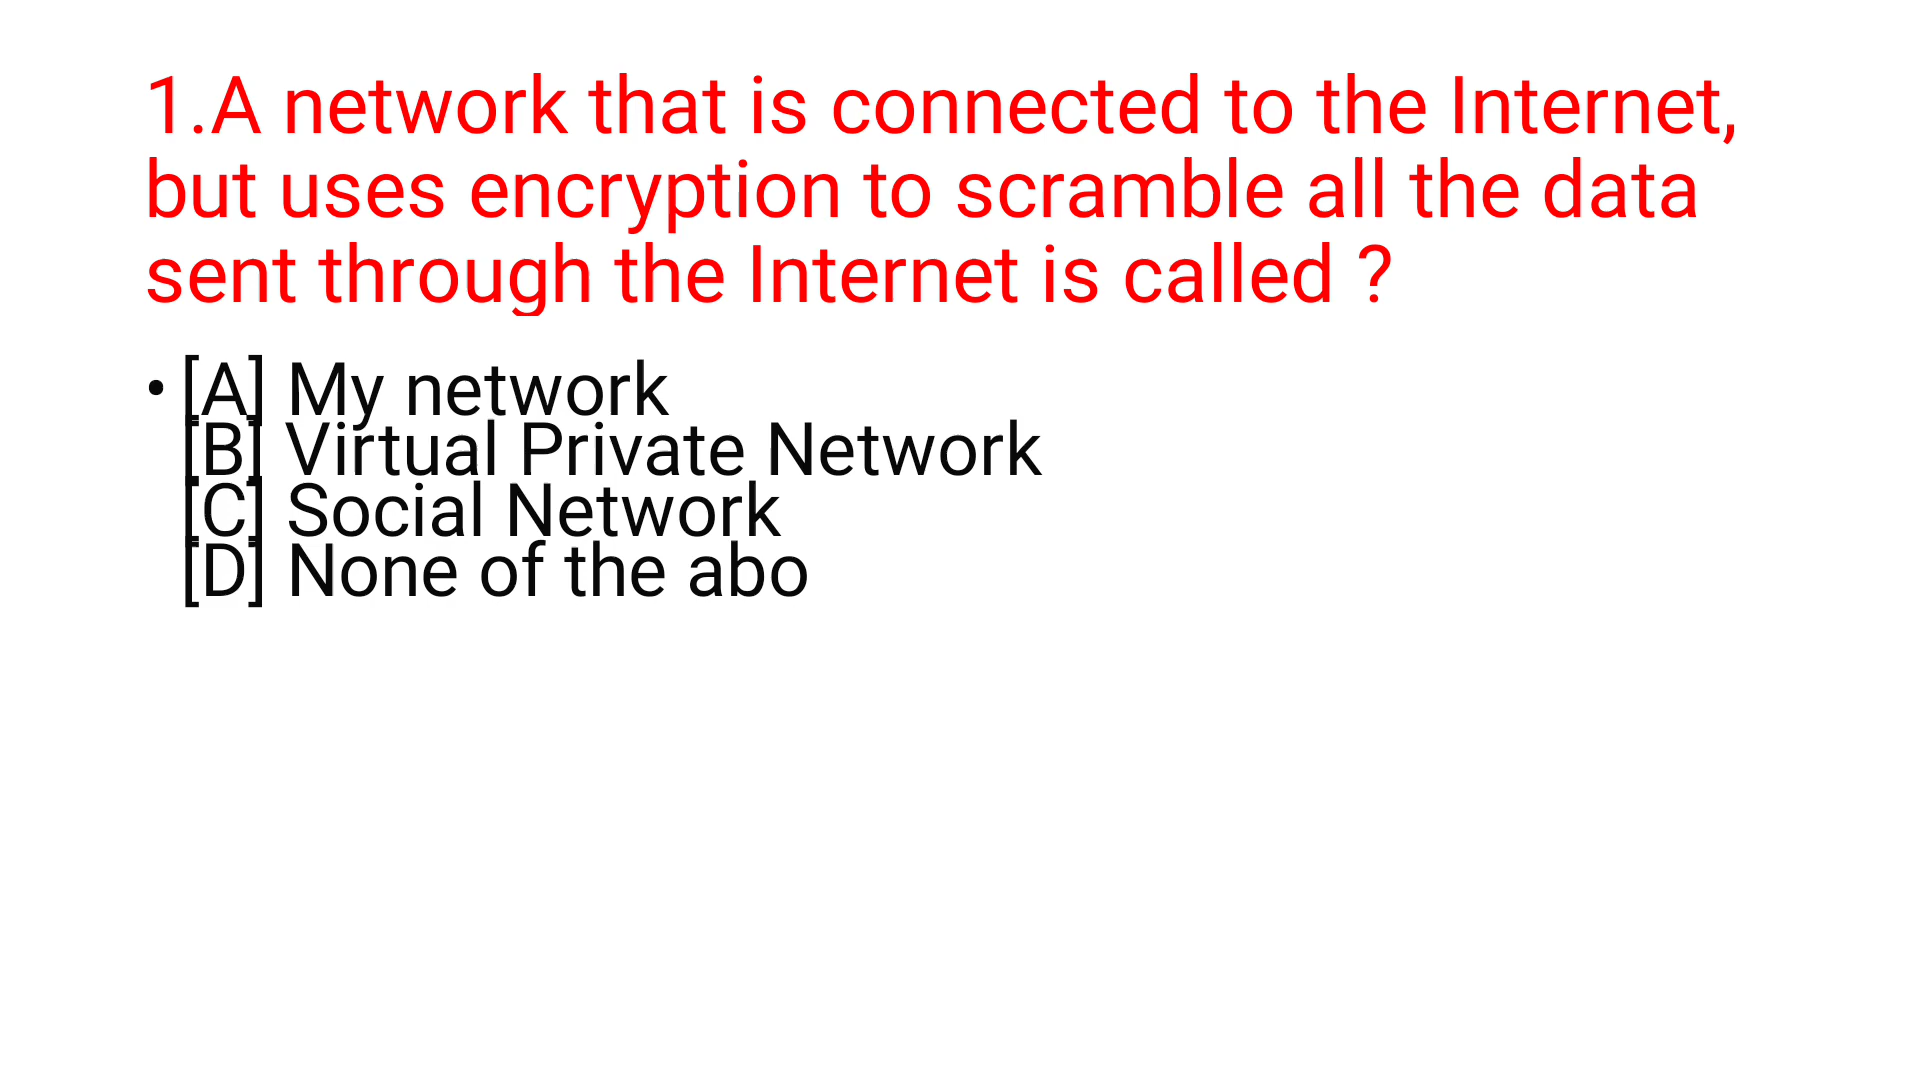 1.A network that is connected to the Internet,
but uses encryption to scramble all the data
sent through the Internet is called ?
• [A] My network
[B] Virtual Private Network
[C] Social Network
[D] None of the abo